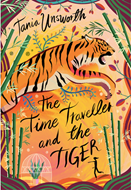 Tania
Unsworth
The
Time Traveller
and the
TIGER